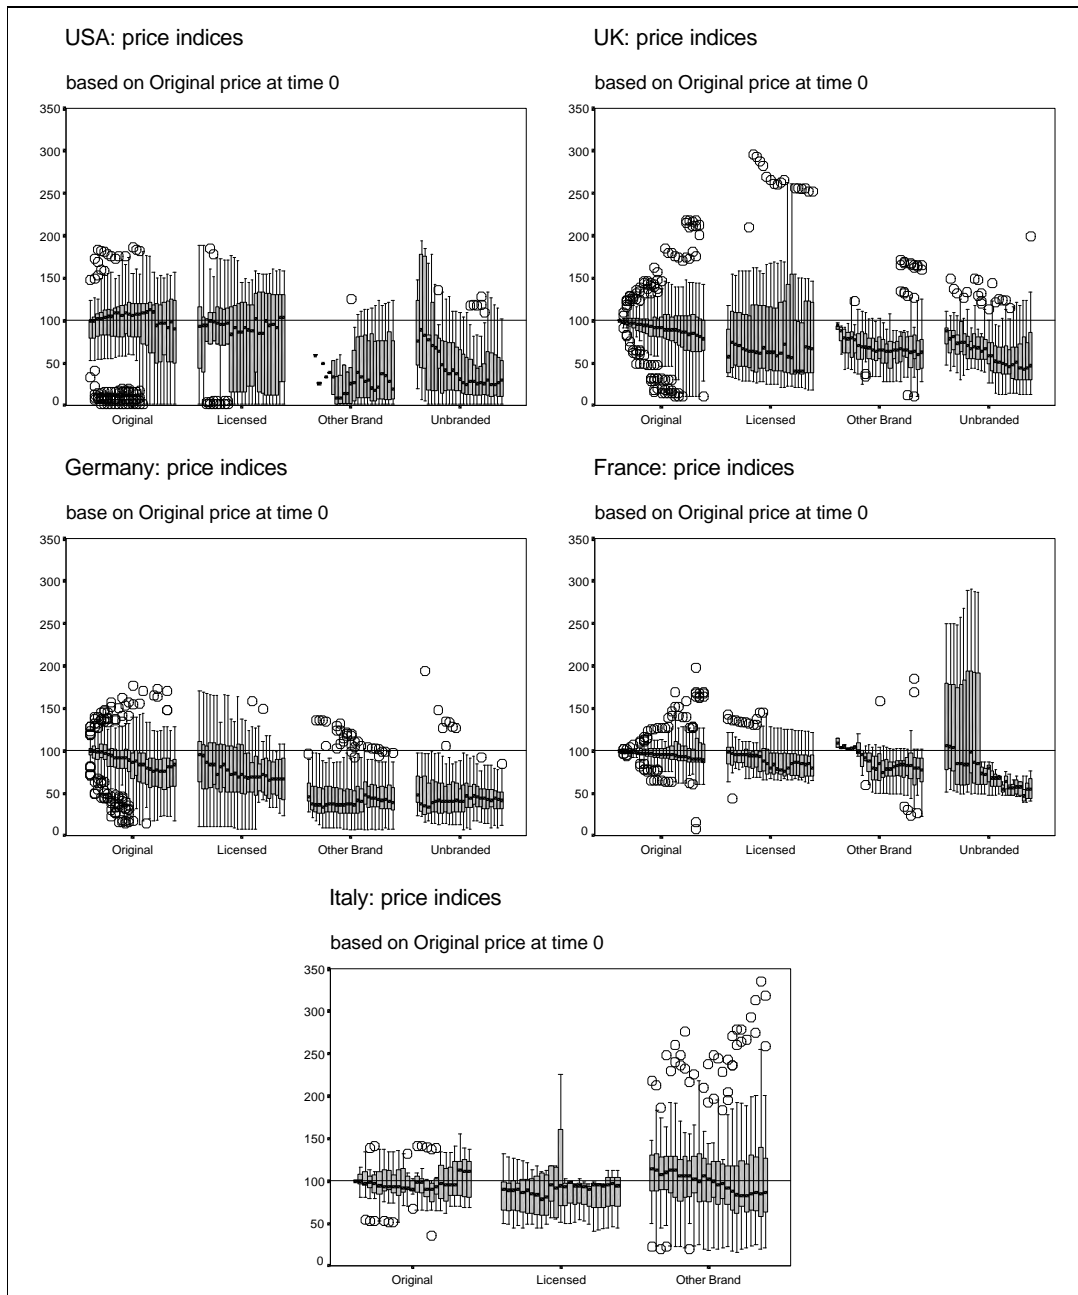 USA: price indices
based on Original price at time 0
350
300
250
200
150
100
50
0
Original Licensed Other Brand Unbranded
UK: price indices
based on Original price at time 0
350
300
250
200
150
100
50
0
Original Licensed Other Brand Unbranded
Germany: price indices
base on Original price at time 0
350
300
250
200
150
100
50
0
Original Licensed Other Brand Unbranded
France: price indices
based on Original price at time 0
350
300
250
200
150
100
50
0
Original Licensed Other Brand Unbranded
Italy: price indices
based on Original price at time 0
350
300
250
200
150
100
50
0
Original Licensed Other Brand